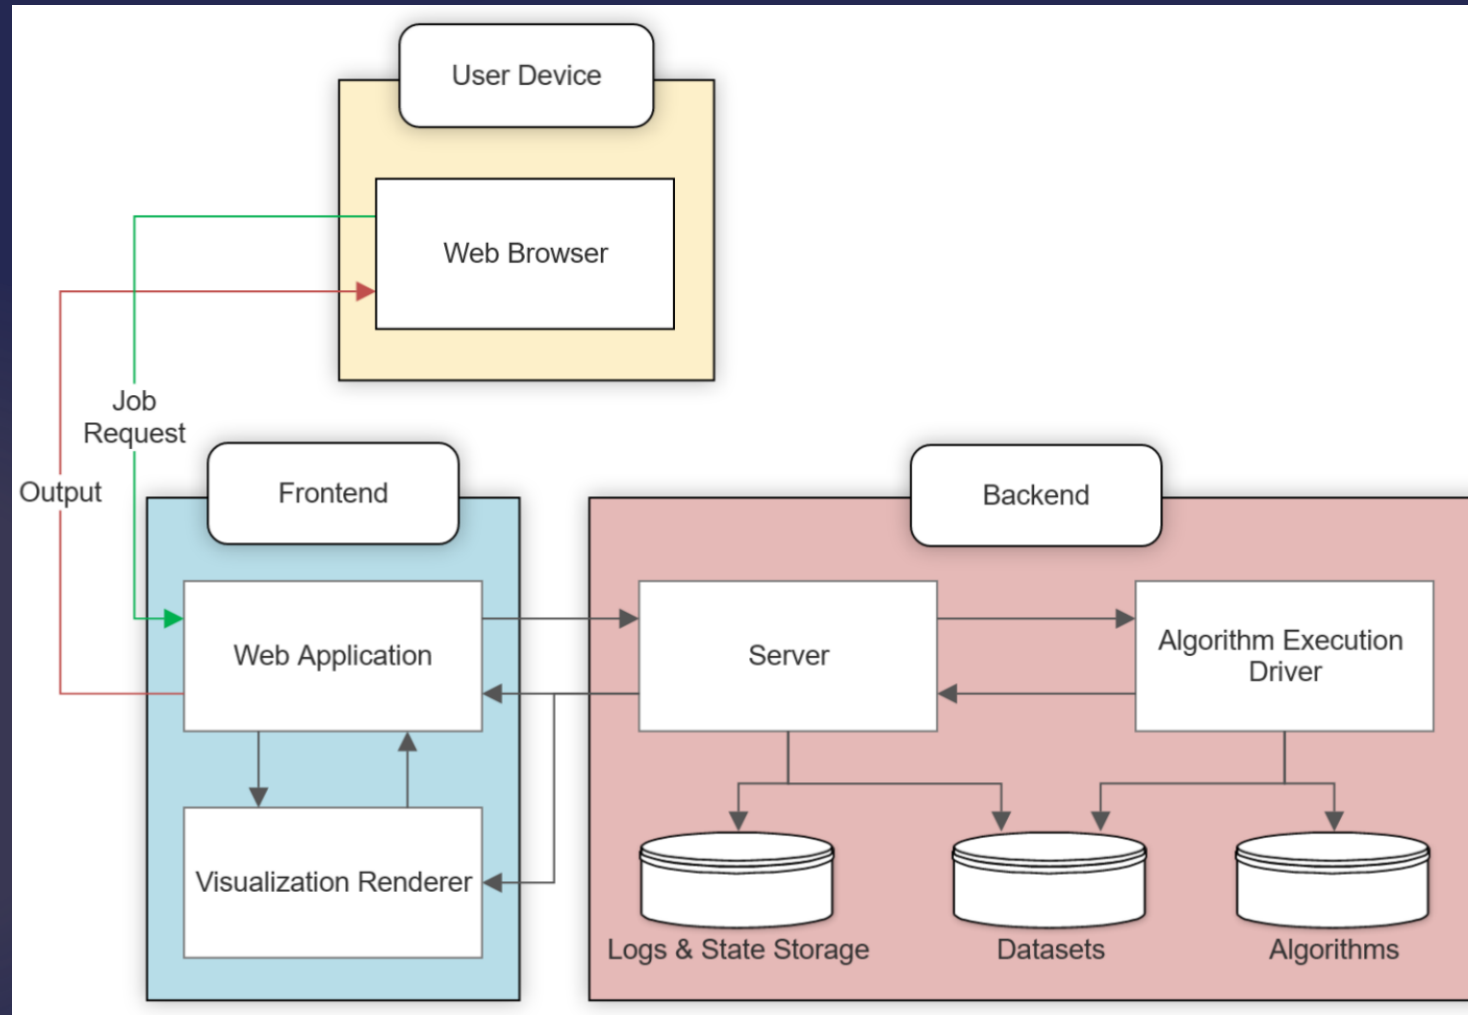 User Device
Web Browser
Job
Request
Output
Frontend
Backend
Web Application
Server
Algorithm Execution
Driver
Visualization Renderer
Logs & State Storage
Datasets
Algorithms